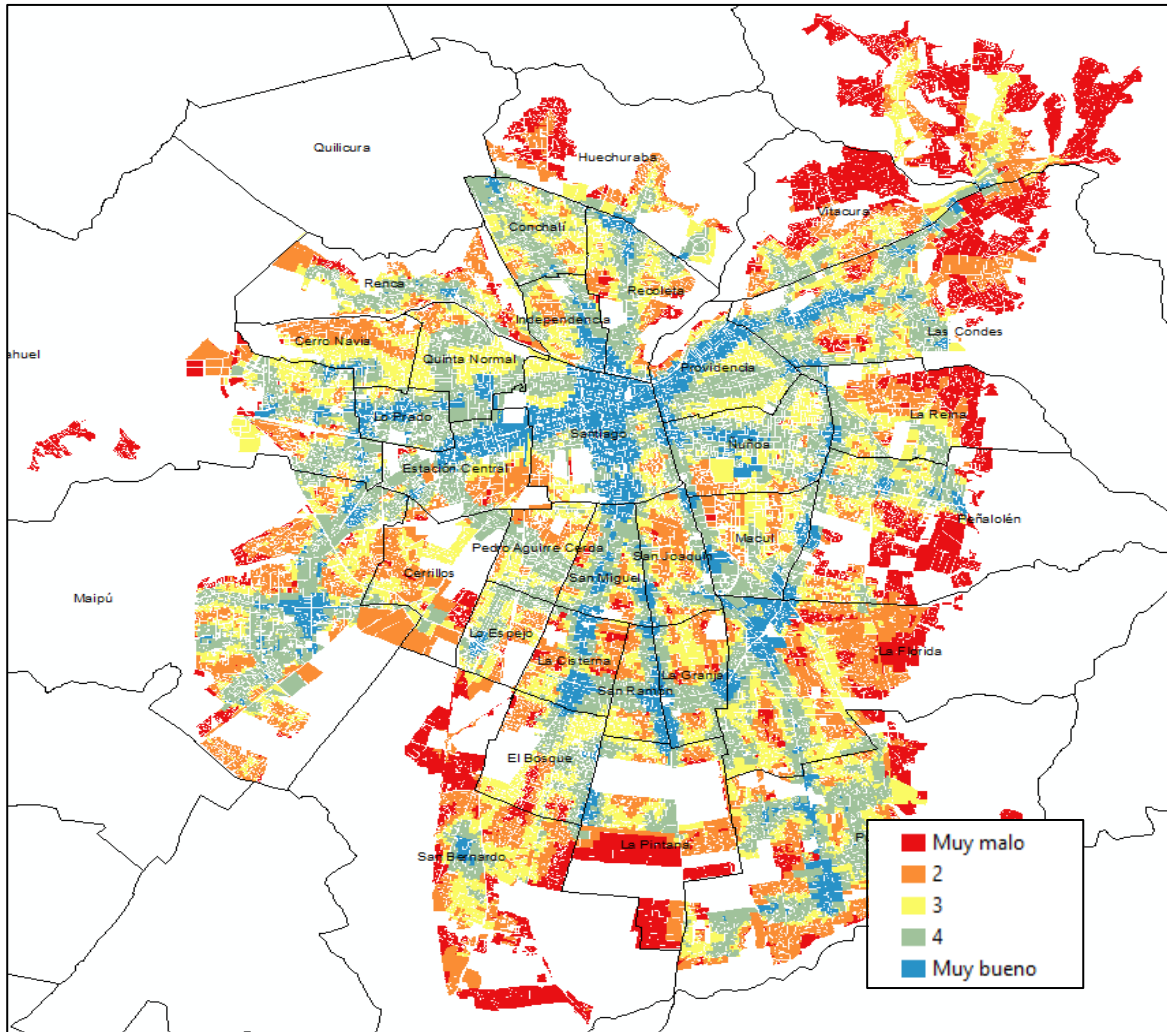 Quilicura
Huechuraba
Vitacura
Conchalí
Renca
Recoleta
Independencia
Las Condes
Cerro Navia
ahuel
Quinta Normal
Providencia
La Reina
Lo Prado
Santiago
Ñuñoa
Estación Central
Peñalolén
Macul
Pedro Aguirre Cerda
San Joaquín
Cerrillos
San Miguel
Maipú
Lo Espejo
La Florida
La Cisterna
La Granja
San Ramón
El Bosque
P
La Pintana
San Bernardo
Muy malo
2
3
4
Muy bueno